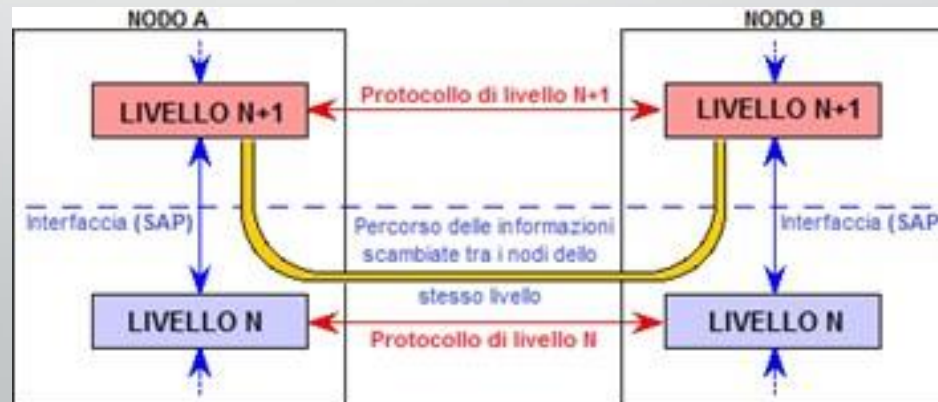 NODO A
NODO B
LIVELLO N+1
Protocollo di livello N+1
LIVELLO N+1
Interfaccia (SAP)
Percorso delle informazioni
scambiate tra i nodi dello
stesso livello
Interfaccia (SAP
LIVELLO N
Protocollo di livello N
LIVELLO N